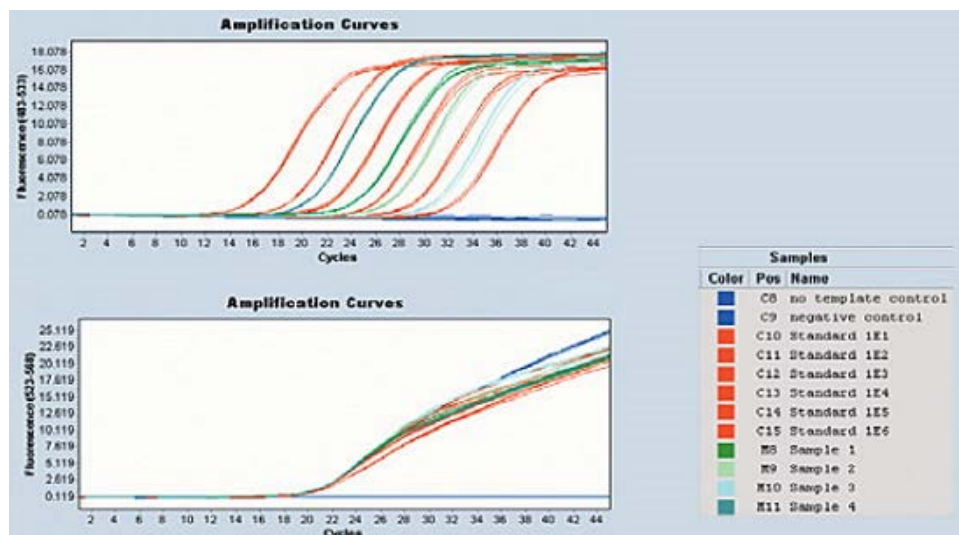 Amplification Curves
Fluorescence (483-533)
18.078
16.078
14.078
12.078
10.078
8.078
6.078
4.078
2.078
0.078
2 4 6 8 10 12 14 16 18 20 22 24 26 28 30 32 34 36 38 40 42 44
Cycles
Amplification Curves
Fluorescence (523-568)
25.119
22.619
20.119
17.619
15.119
12.619
10.119
7.619
5.119
2.619
0.119
2 4 6 8 10 12 14 16 18 20 22 24 26 28 30 32 34 36 38 40 42 44
Cycles
Samples
Color Pos Name
C8 no template control
C9 negative control
C10 Standard 1E1
C11 Standard 1E2
C12 Standard 1E3
C13 Standard 1E4
C14 Standard 1E5
C15 Standard 1E6
M8 Sample 1
M9 Sample 2
M10 Sample 3
M11 Sample 4